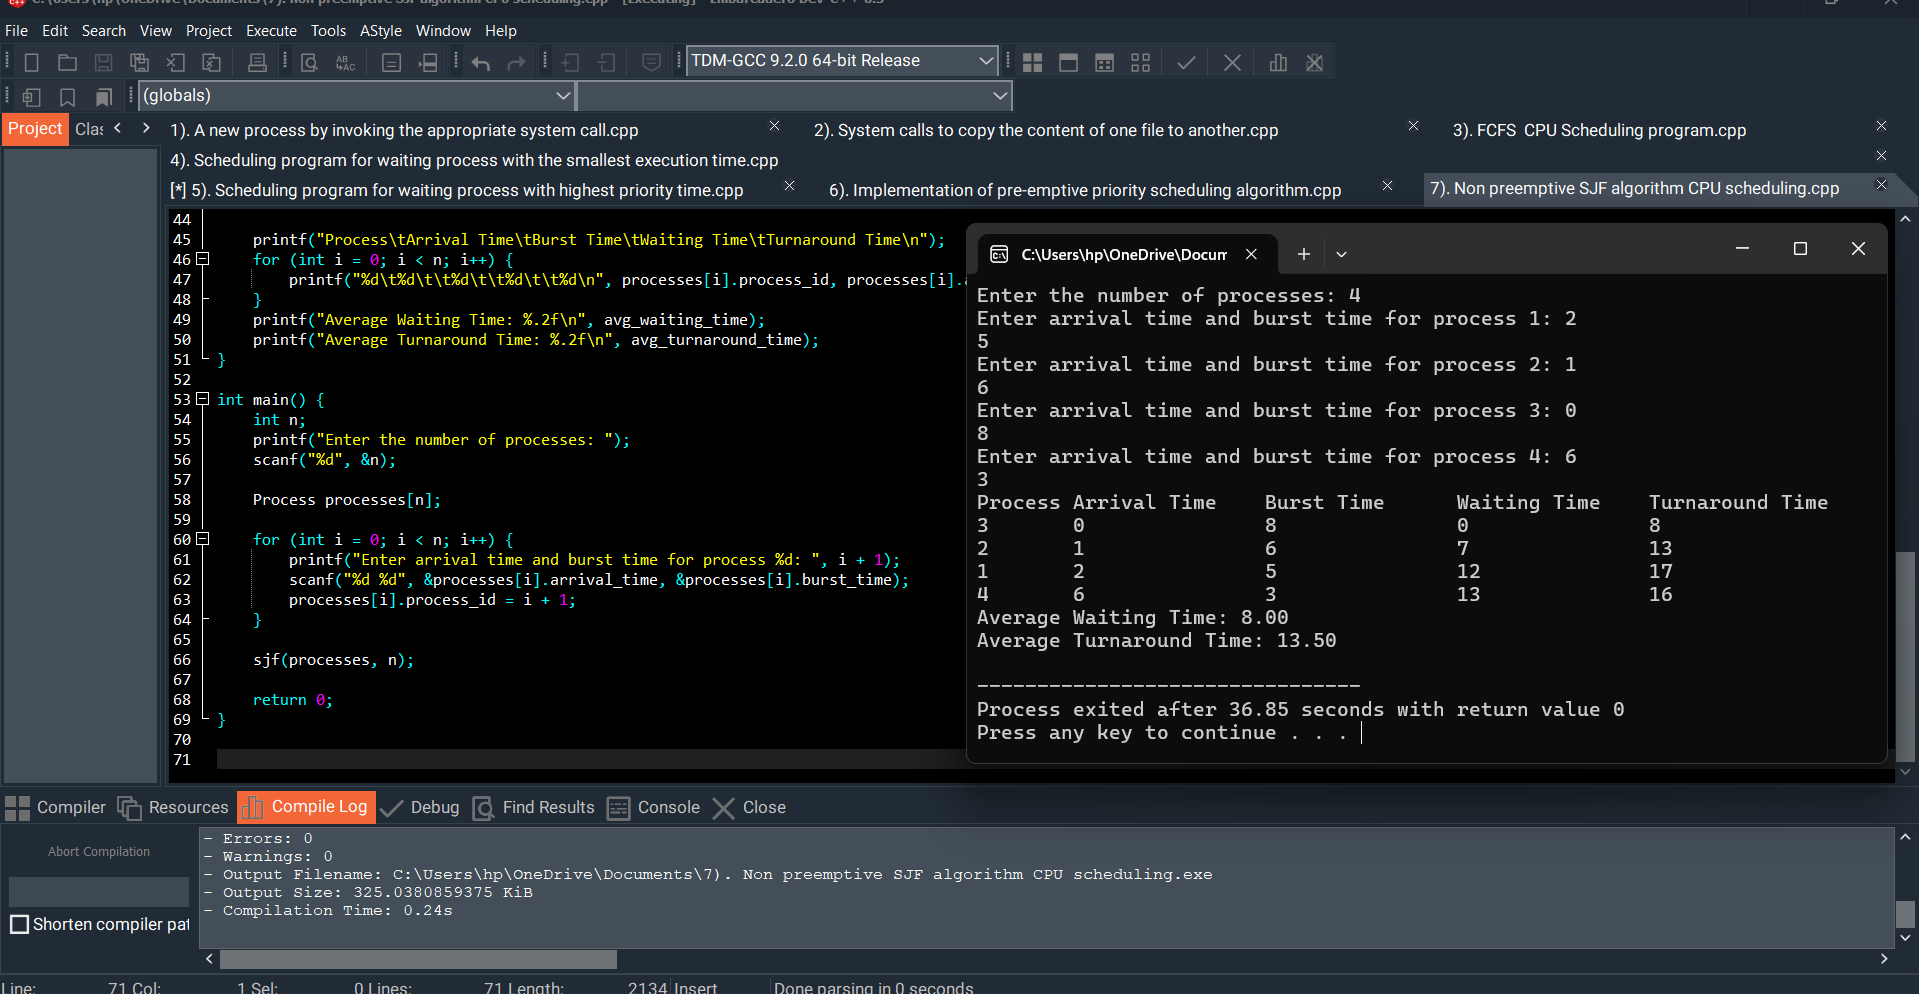 File Edit Search View Project Execute Tools AStyle Window Help
TDM-GCC 9.2.0 64-bit Release
(globals)
Project Clas
1). A new process by invoking the appropriate system call.cpp
2). System calls to copy the content of one file to another.cpp
3). FCFS  CPU Scheduling program.cpp
4). Scheduling program for waiting process with the smallest execution time.cpp
[*] 5). Scheduling program for waiting process with highest priority time.cpp
6). Implementation of pre-emptive priority scheduling algorithm.cpp
7). Non preemptive SJF algorithm CPU scheduling.cpp
44
45 printf("Process\tArrival Time\tBurst Time\tWaiting Time\tTurnaround Time\n");
46 for (int i = 0; i < n; i++) {
47 printf("%d\t%d\t\t%d\t\t%d\t\t%d\n", processes[i].process_id, processes[i].
48 }
49 printf("Average Waiting Time: %.2f\n", avg_waiting_time);
50 printf("Average Turnaround Time: %.2f\n", avg_turnaround_time);
51 }
52
53 int main() {
54 int n;
55 printf("Enter the number of processes: ");
56 scanf("%d", &n);
57
58 Process processes[n];
59
60 for (int i = 0; i < n; i++) {
61 printf("Enter arrival time and burst time for process %d: ", i + 1);
62 scanf("%d %d", &processes[i].arrival_time, &processes[i].burst_time);
63 processes[i].process_id = i + 1;
64 }
65
66 sjf(processes, n);
67
68 return 0;
69 }
70
71
C:\Users\hp\OneDrive\Docum
Enter the number of processes: 4
Enter arrival time and burst time for process 1: 2
5
Enter arrival time and burst time for process 2: 1
6
Enter arrival time and burst time for process 3: 0
8
Enter arrival time and burst time for process 4: 6
3
Process Arrival Time Burst Time Waiting Time Turnaround Time
3 0 8 0 8
2 1 6 7 13
1 2 5 12 17
4 6 3 13 16
Average Waiting Time: 8.00
Average Turnaround Time: 13.50
--------------------------------
Process exited after 36.85 seconds with return value 0
Press any key to continue . . .
Compiler Resources Compile Log Debug Find Results Console Close
Abort Compilation
Shorten compiler pat
- Errors: 0
- Warnings: 0
- Output Filename: C:\Users\hp\OneDrive\Documents\7). Non preemptive SJF algorithm CPU scheduling.exe
- Output Size: 325.0380859375 KiB
- Compilation Time: 0.24s
Line: 71 Col: 1 Sel: 0 Lines: 71 Length: 2134 Insert Done parsing in 0 seconds